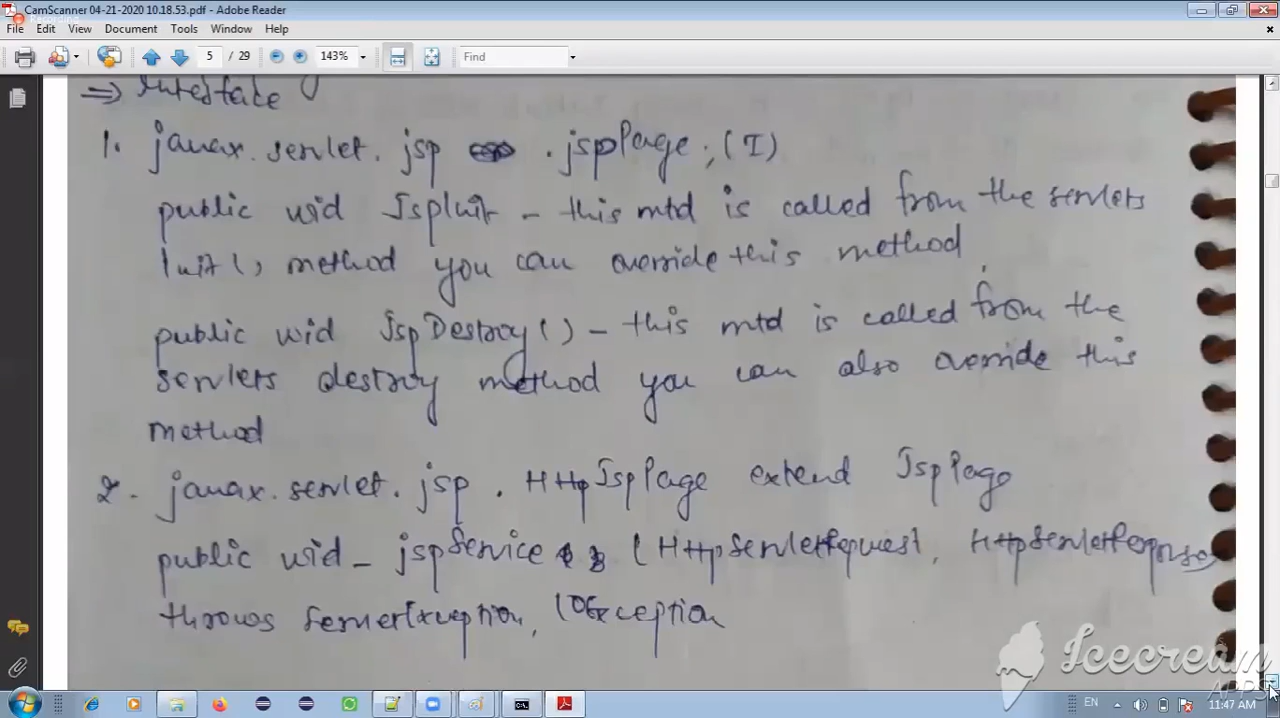 CamScanner 04-21-2020 10.18.53.pdf - Adobe Reader
Recording
File Edit View Document Tools Window Help
5 / 29 143% Find
⇒ Interface
1. javax.servlet.jsp .jspPage ; (I)
public void JspInit - this mtd is called from the servlets
Init() method you can override this method
public void JspDestroy() - this mtd is called from the
servlets destroy method you can also override this
method
2. javax.servlet.jsp . HttpJspPage extend JspPage
public void _ jspService (HttpServletRequest, HttpServletResponse)
throws ServletException, IOException
Icecream
APPS
EN 11:47 AM